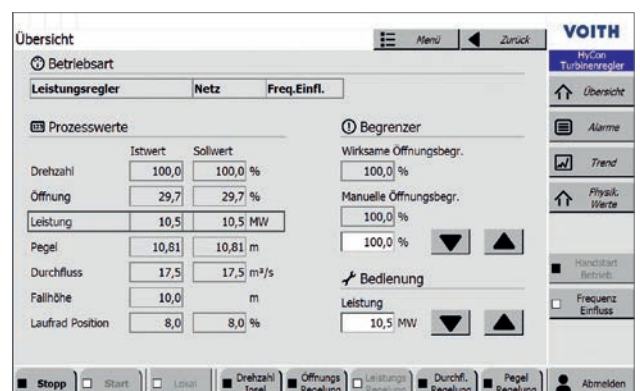 Übersicht
Menü
Zurück
VOITH
HyCon
Turbinenregler
Betriebsart
Leistungsregler Netz Freq.Einfl.
Übersicht
Prozesswerte
Begrenzer
Alarme
Istwert Sollwert
Wirksame Öffnungsbegr.
Drehzahl 100,0 100,0 %
100,0 %
Trend
Öffnung 29,7 29,7 %
Manuelle Öffnungsbegr.
Physik.
Werte
Leistung 10,5 10,5 MW
100,0 %
Pegel 10,81 10,81 m
100,0 %
Durchfluss 17,5 17,5 m³/s
Bedienung
Handstart
Betrieb
Fallhöhe 10,0 m
Leistung
Frequenz
Einfluss
Laufrad Position 8,0 8,0 %
10,5 MW
Stopp
Start
Lokal
Drehzahl
Insel
Öffnungs
Regelung
Leistungs
Regelung
Durchfl.
Regelung
Pegel
Regelung
Abmelden